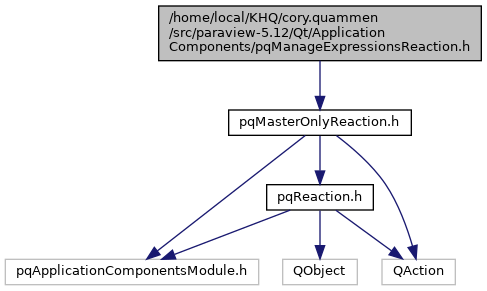 /home/local/KHQ/cory.quammen
/src/paraview-5.12/Qt/Application
Components/pqManageExpressionsReaction.h
pqMasterOnlyReaction.h
pqReaction.h
pqApplicationComponentsModule.h
QObject
QAction